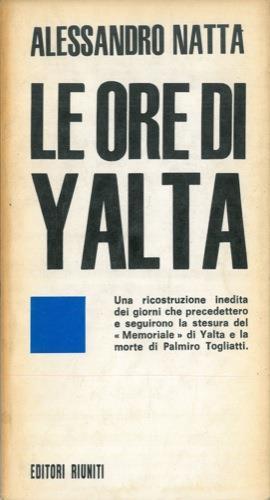 ALESSANDRO NATTA
LE ORE DI
YALTA
Una ricostruzione inedita
dei giorni che precedettero
e seguirono la stesura del
« Memoriale » di Yalta e la
morte di Palmiro Togliatti.
EDITORI RIUNITI